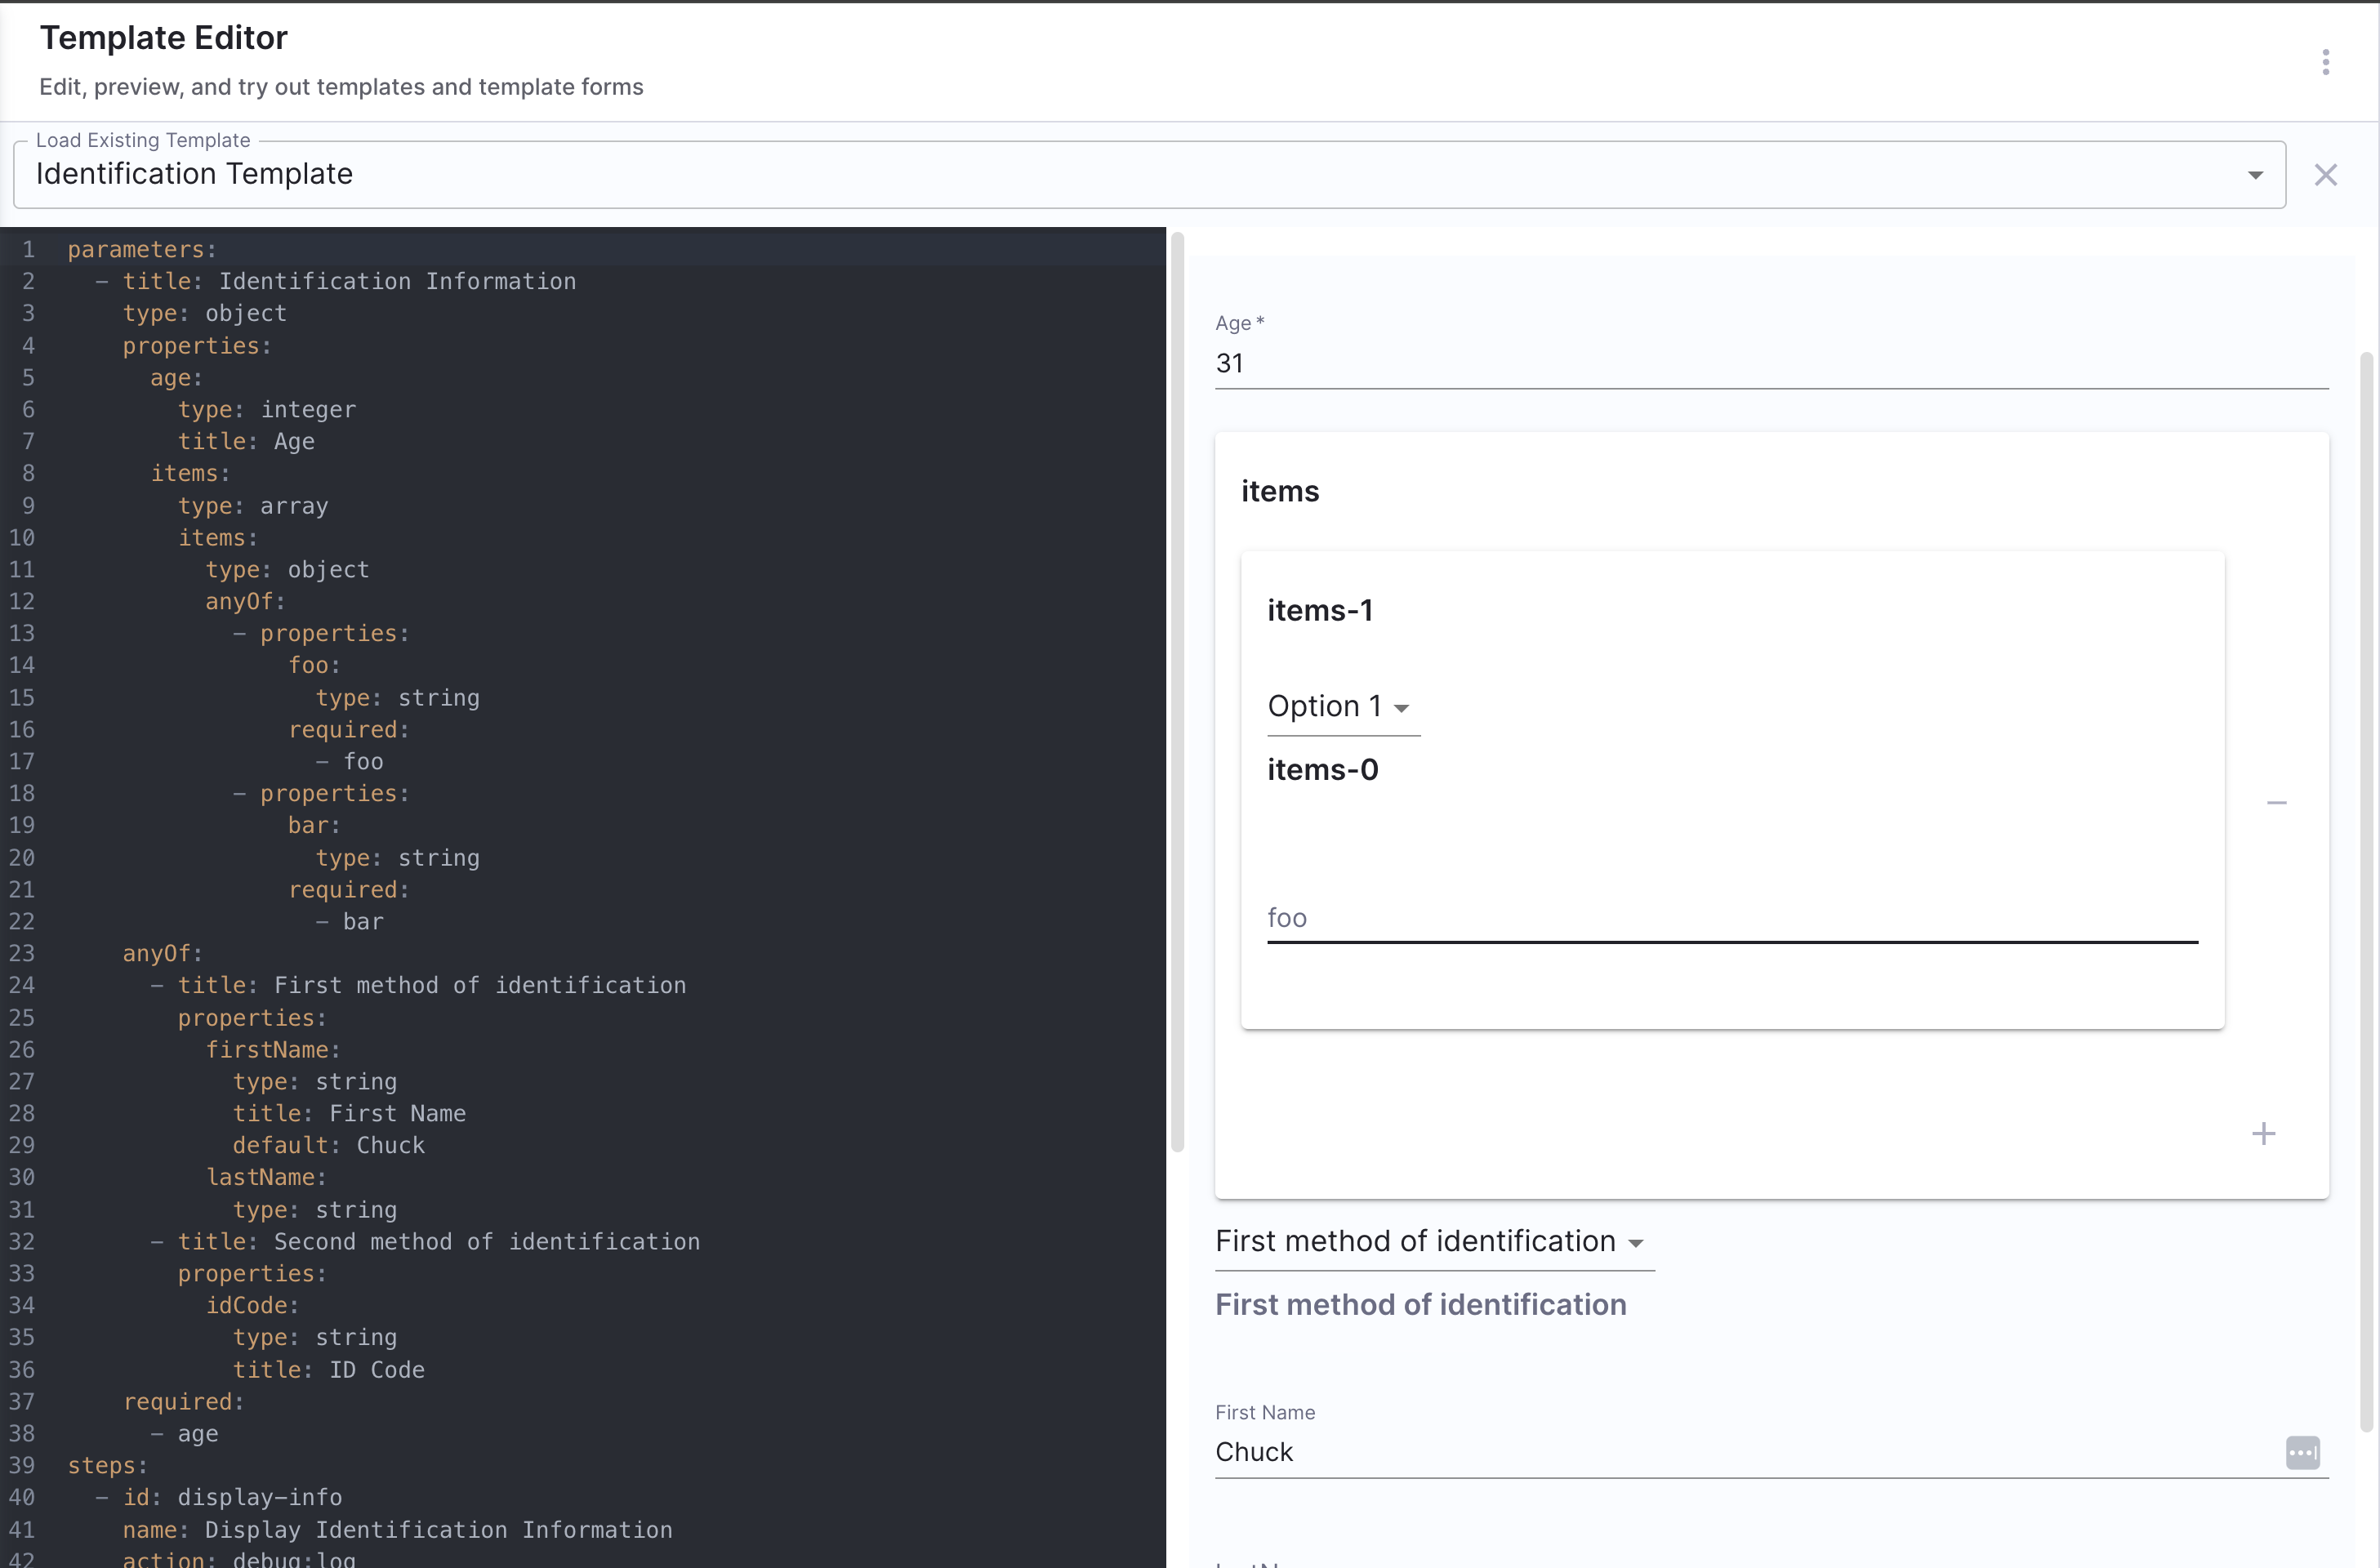 Template Editor
Edit, preview, and try out templates and template forms
Load Existing Template
Identification Template
1 parameters:
2 - title: Identification Information
3 type: object
4 properties:
5 age:
6 type: integer
7 title: Age
8 items:
9 type: array
10 items:
11 type: object
12 anyOf:
13 - properties:
14 foo:
15 type: string
16 required:
17 - foo
18 - properties:
19 bar:
20 type: string
21 required:
22 - bar
23 anyOf:
24 - title: First method of identification
25 properties:
26 firstName:
27 type: string
28 title: First Name
29 default: Chuck
30 lastName:
31 type: string
32 - title: Second method of identification
33 properties:
34 idCode:
35 type: string
36 title: ID Code
37 required:
38 - age
39 steps:
40 - id: display-info
41 name: Display Identification Information
42 action: debug:log
Age *
31
items
items-1
Option 1
items-0
foo
First method of identification
First method of identification
First Name
Chuck